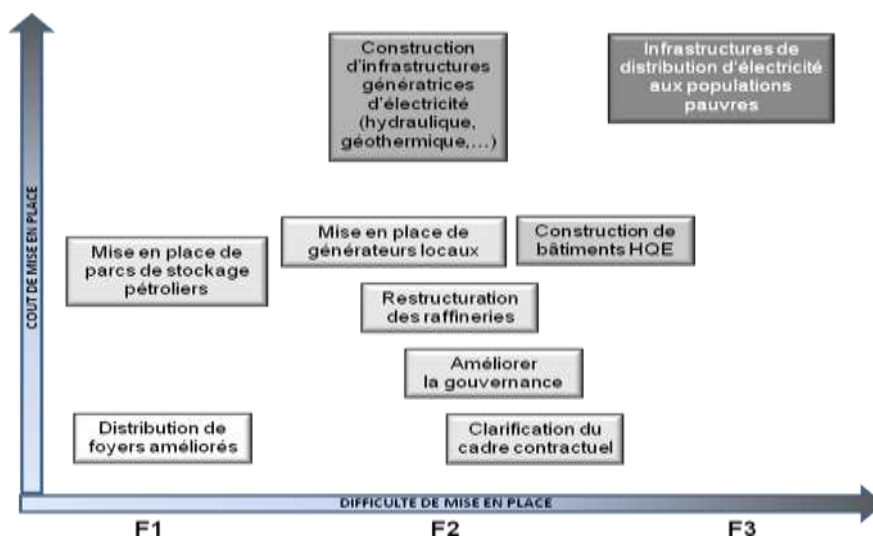 Construction
d'infrastructures
génératrices
d'électricité
(hydraulique,
géothermique,...)
Infrastructures de
distribution d'électricité
aux populations
pauvres
COUT DE MISE EN PLACE
Mise en place de
parcs de stockage
pétroliers
Mise en place de
générateurs locaux
Construction de
bâtiments HQE
Restructuration
des raffineries
Améliorer
la gouvernance
Distribution de
foyers améliorés
Clarification du
cadre contractuel
DIFFICULTE DE MISE EN PLACE
F1
F2
F3